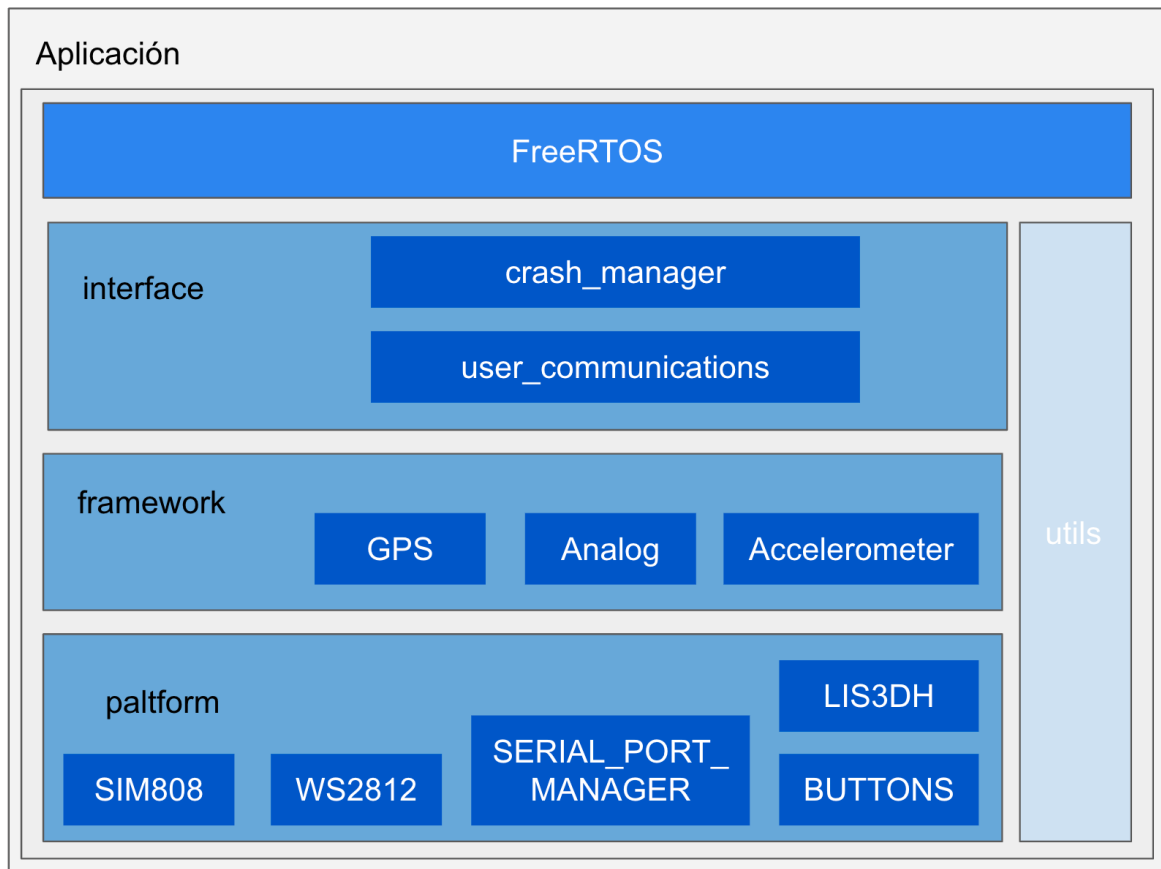 Aplicación
FreeRTOS
interface
crash_manager
user_communications
framework
GPS
Analog
Accelerometer
utils
paltform
LIS3DH
SIM808
WS2812
SERIAL_PORT_
MANAGER
BUTTONS